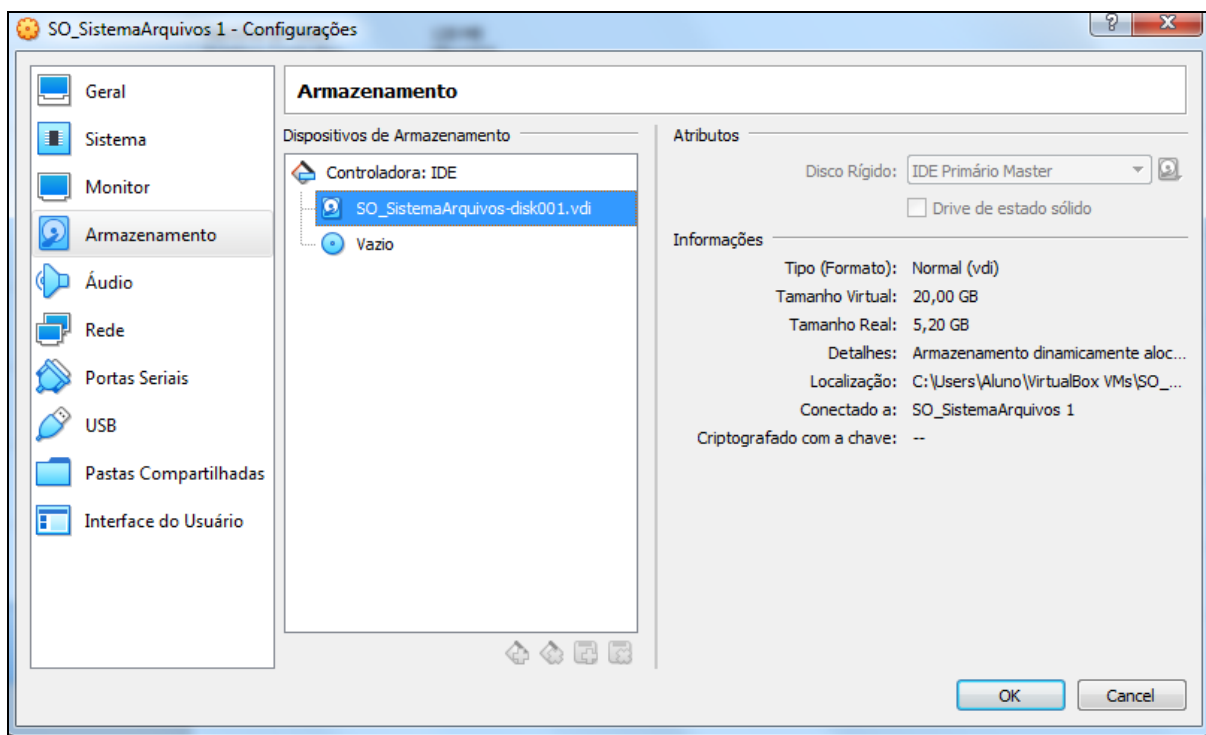 SO_SistemaArquivos 1 - Configurações
Geral
Sistema
Monitor
Armazenamento
Áudio
Rede
Portas Seriais
USB
Pastas Compartilhadas
Interface do Usuário
Armazenamento
Dispositivos de Armazenamento
Controladora: IDE
SO_SistemaArquivos-disk001.vdi
Vazio
Atributos
Disco Rígido: IDE Primário Master
Drive de estado sólido
Informações
Tipo (Formato): Normal (vdi)
Tamanho Virtual: 20,00 GB
Tamanho Real: 5,20 GB
Detalhes: Armazenamento dinamicamente aloc...
Localização: C:\Users\Aluno\VirtualBox VMs\SO_...
Conectado a: SO_SistemaArquivos 1
Criptografado com a chave: --
OK Cancel